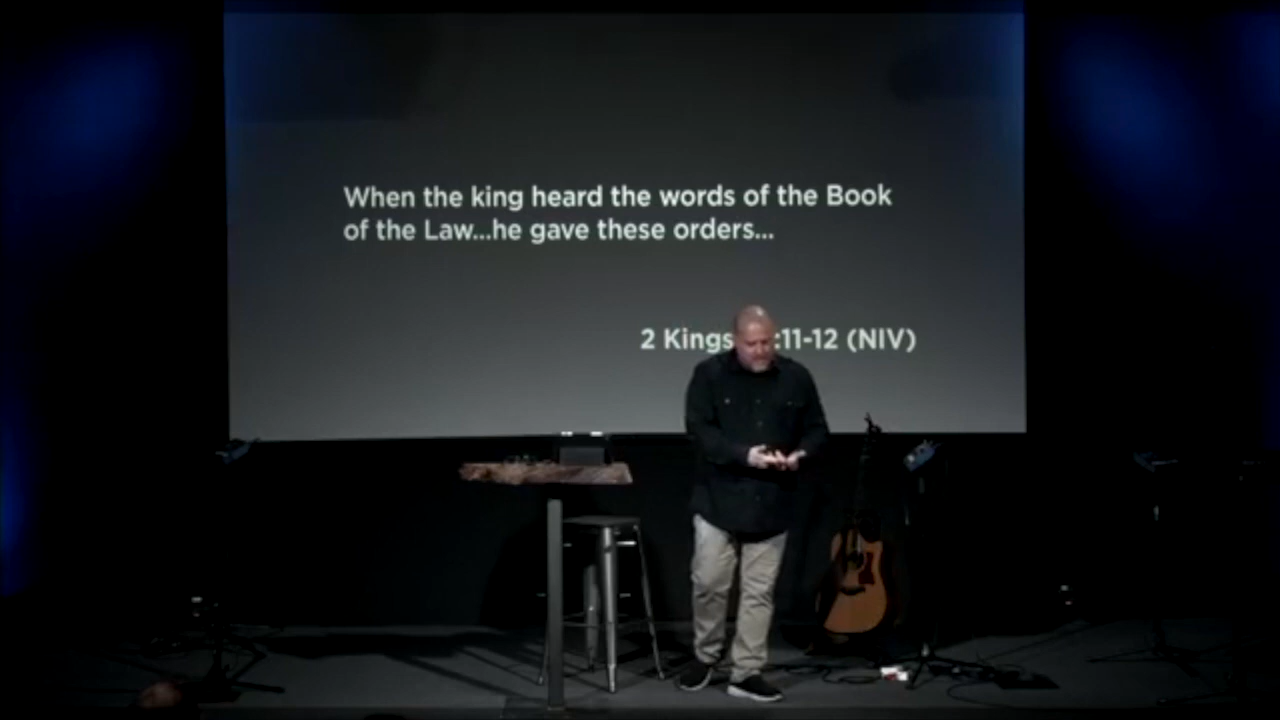 When the king heard the words of the Book
of the Law...he gave these orders...
2 Kings :11-12 (NIV)